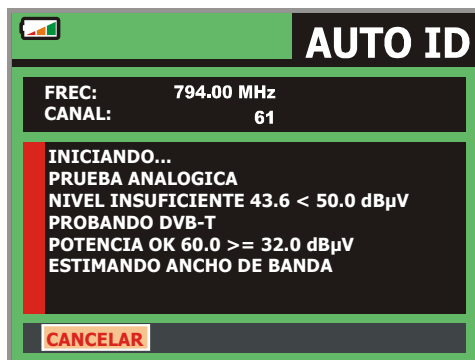 AUTO ID
FREC: 794.00 MHz
CANAL: 61
INICIANDO...
PRUEBA ANALOGICA
NIVEL INSUFICIENTE 43.6 < 50.0 dBµV
PROBANDO DVB-T
POTENCIA OK 60.0 >= 32.0 dBµV
ESTIMANDO ANCHO DE BANDA
CANCELAR